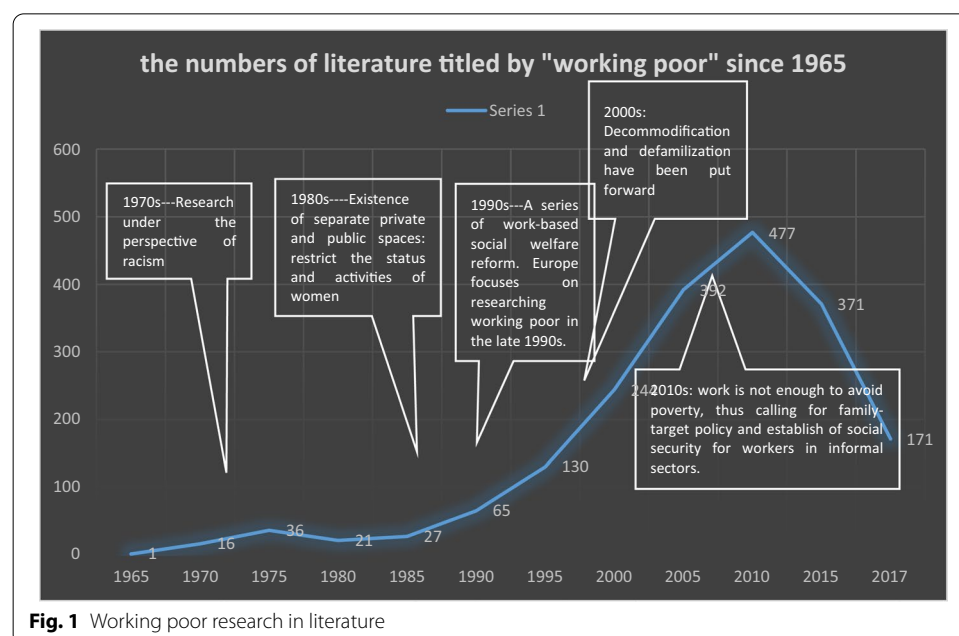 the numbers of literature titled by "working poor" since 1965
Series 1
2000s:
Decommodification
and defamilization
have been put
forward
1970s---Research
under the
perspective of
racism
1980s----Existence
of separate private
and public spaces:
restrict the status
and activities of
women
1990s---A series
of work-based
social welfare
reform. Europe
focuses on
researching
working poor in
the late 1990s.
2010s: work is not enough to avoid
poverty, thus calling for family-
target policy and establish of social
security for workers in informal
sectors.
600
500
400
300
200
100
0
1
16
36
21
27
65
130
244
392
477
371
171
1965 1970 1975 1980 1985 1990 1995 2000 2005 2010 2015 2017
Fig. 1 Working poor research in literature